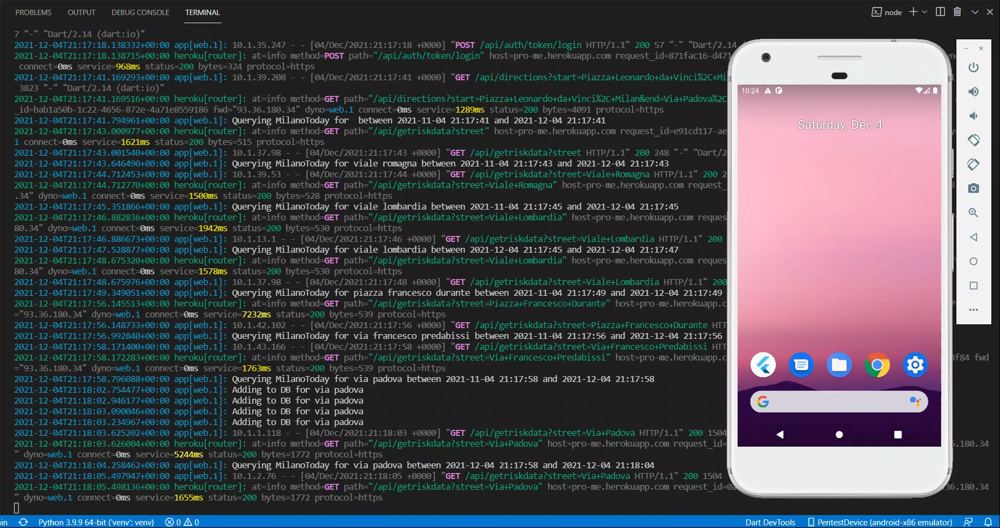 PROBLEMS OUTPUT DEBUG CONSOLE TERMINAL node
7 "-" "Dart/2.14 (dart:io)"
2021-12-04T21:17:18.138332+00:00 app[web.1]: 10.1.35.247 - - [04/Dec/2021:21:17:18 +0000] "POST /api/auth/token/login HTTP/1.1" 200 57 "-" "Dart/2.14
2021-12-04T21:17:18.138715+00:00 heroku[router]: at=info method=POST path="/api/auth/token/login" host=pro-me.herokuapp.com request_id=871fac16-d471
connect=0ms service=968ms status=200 bytes=324 protocol=https
2021-12-04T21:17:41.169293+00:00 app[web.1]: 10.1.39.208 - - [04/Dec/2021:21:17:41 +0000] "GET /api/directions?start=Piazza+Leonardo+da+Vinci%2C+Mi
3823 "-" "Dart/2.14 (dart:io)"
2021-12-04T21:17:41.169516+00:00 heroku[router]: at=info method=GET path="/api/directions?start=Piazza+Leonardo+da+Vinci%2C+Milan&end=Via+Padova%2C
_id=bab1a50b-1c22-4656-872e-4a71e8559186 fwd="93.36.180.34" dyno=web.1 connect=0ms service=1289ms status=200 bytes=4091 protocol=https
2021-12-04T21:17:41.794961+00:00 app[web.1]: Querying MilanoToday for  between 2021-11-04 21:17:41 and 2021-12-04 21:17:41
2021-12-04T21:17:43.000977+00:00 heroku[router]: at=info method=GET path="/api/getriskdata?street" host=pro-me.herokuapp.com request_id=e91cd117-ae
1 connect=0ms service=1621ms status=200 bytes=515 protocol=https
2021-12-04T21:17:43.001540+00:00 app[web.1]: 10.1.37.98 - - [04/Dec/2021:21:17:43 +0000] "GET /api/getriskdata?street HTTP/1.1" 200 248 "-" "Dart/2
2021-12-04T21:17:43.646490+00:00 app[web.1]: Querying MilanoToday for viale romagna between 2021-11-04 21:17:43 and 2021-12-04 21:17:43
2021-12-04T21:17:44.712453+00:00 app[web.1]: 10.1.39.53 - - [04/Dec/2021:21:17:44 +0000] "GET /api/getriskdata?street=Viale+Romagna HTTP/1.1" 200 2
2021-12-04T21:17:44.712770+00:00 heroku[router]: at=info method=GET path="/api/getriskdata?street=Viale+Romagna" host=pro-me.herokuapp.com request_
.34" dyno=web.1 connect=0ms service=1500ms status=200 bytes=528 protocol=https
2021-12-04T21:17:45.351866+00:00 app[web.1]: Querying MilanoToday for viale lombardia between 2021-11-04 21:17:45 and 2021-12-04 21:17:45
2021-12-04T21:17:46.882836+00:00 heroku[router]: at=info method=GET path="/api/getriskdata?street=Viale+Lombardia" host=pro-me.herokuapp.com reques
80.34" dyno=web.1 connect=0ms service=1942ms status=200 bytes=530 protocol=https
2021-12-04T21:17:46.886673+00:00 app[web.1]: 10.1.13.1 - - [04/Dec/2021:21:17:46 +0000] "GET /api/getriskdata?street=Viale+Lombardia HTTP/1.1" 200
2021-12-04T21:17:47.528877+00:00 app[web.1]: Querying MilanoToday for viale lombardia between 2021-12-04 21:17:45 and 2021-12-04 21:17:47
2021-12-04T21:17:48.675320+00:00 heroku[router]: at=info method=GET path="/api/getriskdata?street=Viale+Lombardia" host=pro-me.herokuapp.com reques
80.34" dyno=web.1 connect=0ms service=1578ms status=200 bytes=530 protocol=https
2021-12-04T21:17:48.675976+00:00 app[web.1]: 10.1.37.98 - - [04/Dec/2021:21:17:48 +0000] "GET /api/getriskdata?street=Viale+Lombardia HTTP/1.1" 200
2021-12-04T21:17:49.349051+00:00 app[web.1]: Querying MilanoToday for piazza francesco durante between 2021-11-04 21:17:49 and 2021-12-04 21:17:49
2021-12-04T21:17:56.145513+00:00 heroku[router]: at=info method=GET path="/api/getriskdata?street=Piazza+Francesco+Durante" host=pro-me.herokuapp.c
="93.36.180.34" dyno=web.1 connect=0ms service=7232ms status=200 bytes=539 protocol=https
2021-12-04T21:17:56.148733+00:00 app[web.1]: 10.1.42.102 - - [04/Dec/2021:21:17:56 +0000] "GET /api/getriskdata?street=Piazza+Francesco+Durante HTT
2021-12-04T21:17:56.992840+00:00 app[web.1]: Querying MilanoToday for via francesco predabissi between 2021-11-04 21:17:56 and 2021-12-04 21:17:56
2021-12-04T21:17:58.171400+00:00 app[web.1]: 10.1.43.166 - - [04/Dec/2021:21:17:58 +0000] "GET /api/getriskdata?street=Via+Francesco+Predabissi HTT
2021-12-04T21:17:58.172283+00:00 heroku[router]: at=info method=GET path="/api/getriskdata?street=Via+Francesco+Predabissi" host=pro-me.herokuapp.c 3f84 fwd
="93.36.180.34" dyno=web.1 connect=0ms service=1763ms status=200 bytes=539 protocol=https
2021-12-04T21:17:58.796088+00:00 app[web.1]: Querying MilanoToday for via padova between 2021-11-04 21:17:58 and 2021-12-04 21:17:58
2021-12-04T21:18:02.754477+00:00 app[web.1]: Adding to DB for via padova
2021-12-04T21:18:02.946177+00:00 app[web.1]: Adding to DB for via padova
2021-12-04T21:18:03.090046+00:00 app[web.1]: Adding to DB for via padova
2021-12-04T21:18:03.234967+00:00 app[web.1]: Adding to DB for via padova
2021-12-04T21:18:03.625202+00:00 app[web.1]: 10.1.1.118 - - [04/Dec/2021:21:18:03 +0000] "GET /api/getriskdata?street=Via+Padova HTTP/1.1" 200 1504
2021-12-04T21:18:03.626004+00:00 heroku[router]: at=info method=GET path="/api/getriskdata?street=Via+Padova" host=pro-me.herokuapp.com request_id= 6.180.34
" dyno=web.1 connect=0ms service=5244ms status=200 bytes=1772 protocol=https
2021-12-04T21:18:04.258462+00:00 app[web.1]: Querying MilanoToday for via padova between 2021-12-04 21:17:58 and 2021-12-04 21:18:04
2021-12-04T21:18:05.497947+00:00 app[web.1]: 10.1.2.76 - - [04/Dec/2021:21:18:05 +0000] "GET /api/getriskdata?street=Via+Padova HTTP/1.1" 200 1504
2021-12-04T21:18:05.498136+00:00 heroku[router]: at=info method=GET path="/api/getriskdata?street=Via+Padova" host=pro-me.herokuapp.com request_id=0a 36.180.34
" dyno=web.1 connect=0ms service=1655ms status=200 bytes=1772 protocol=https
10:24
Saturday, Dec 4
in Python 3.9.9 64-bit ('venv': venv) 0 0 Dart DevTools PentestDevice (android-x86 emulator)